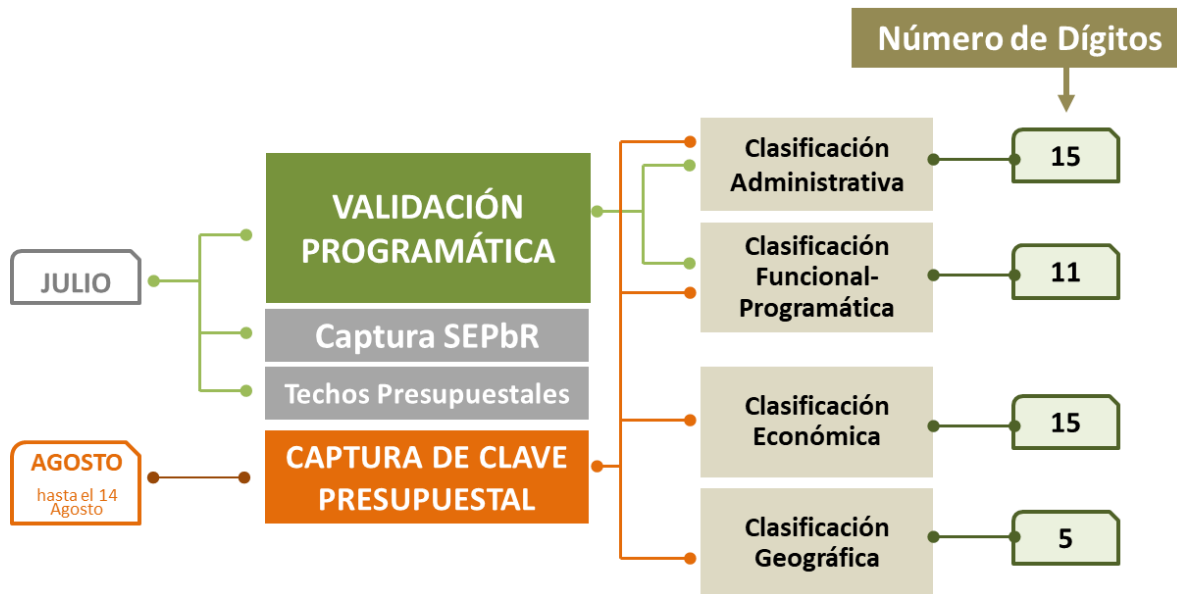 Número de Dígitos
JULIO
VALIDACIÓN
PROGRAMÁTICA
Captura SEPbR
Techos Presupuestales
AGOSTO
hasta el 14
Agosto
CAPTURA DE CLAVE
PRESUPUESTAL
Clasificación
Administrativa
15
Clasificación
Funcional-
Programática
11
Clasificación
Económica
15
Clasificación
Geográfica
5